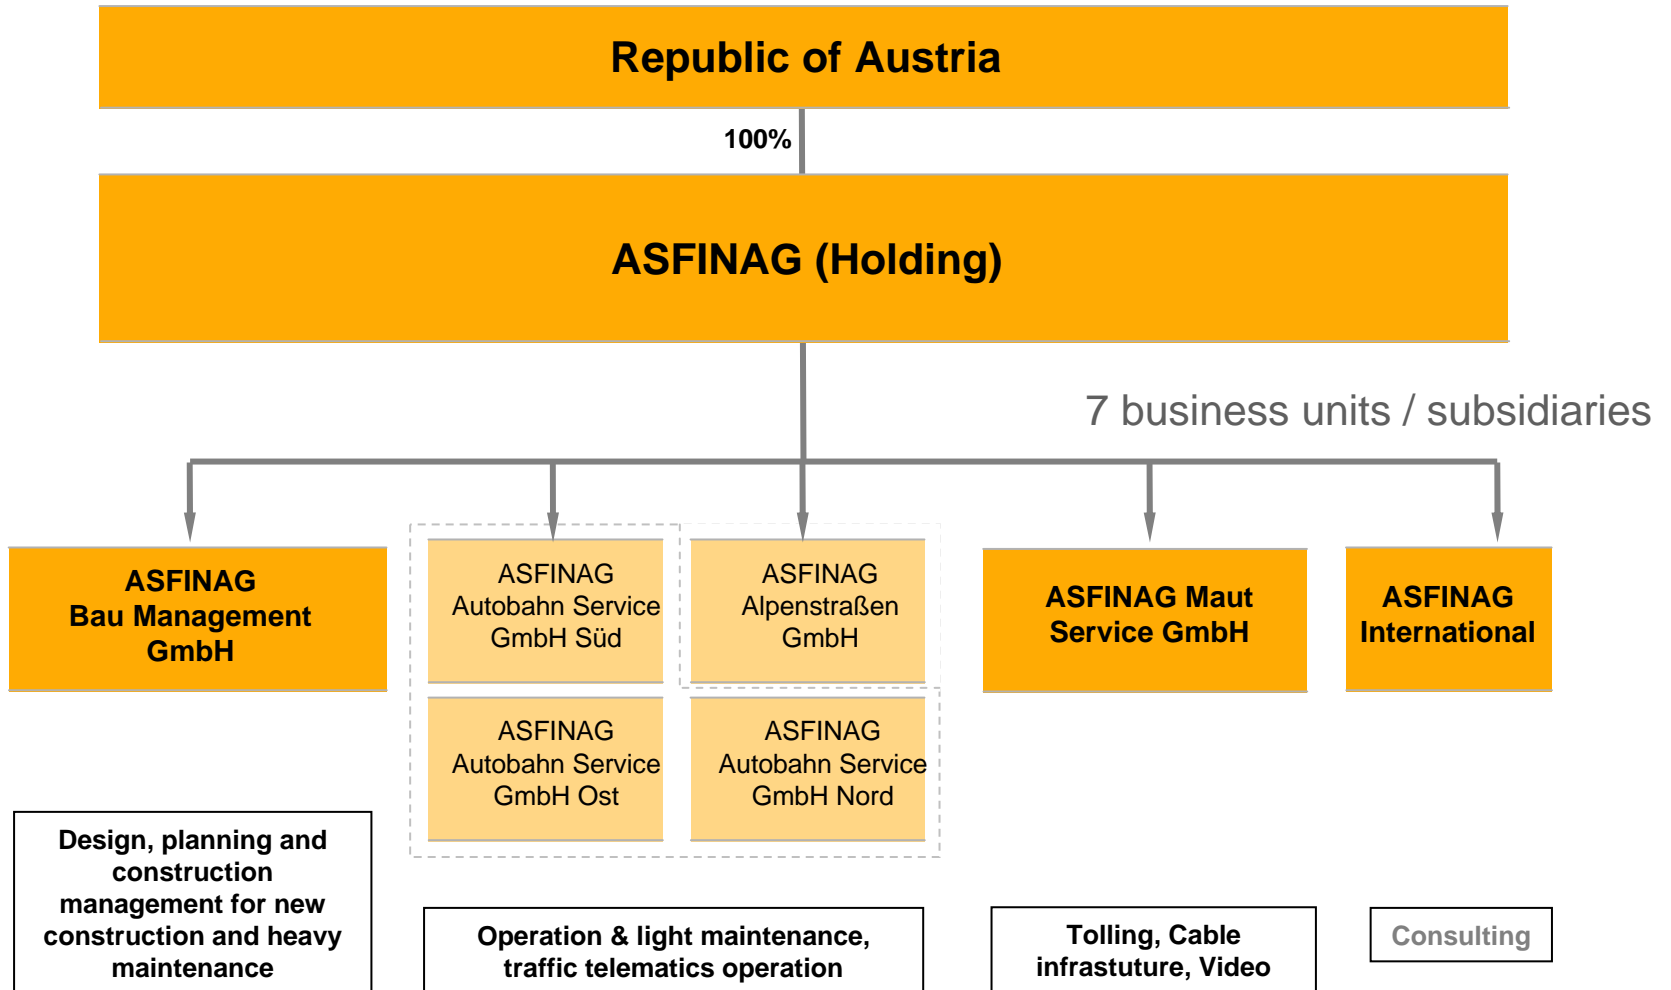 Republic of Austria
100%
ASFINAG (Holding)
7 business units / subsidiaries
ASFINAG
Bau Management
GmbH
ASFINAG
Autobahn Service
GmbH Süd
ASFINAG
Alpenstraßen
GmbH
ASFINAG Maut
Service GmbH
ASFINAG
International
ASFINAG
Autobahn Service
GmbH Ost
ASFINAG
Autobahn Service
GmbH Nord
Design, planning and
construction
management for new
construction and heavy
maintenance
Operation & light maintenance,
traffic telematics operation
Tolling, Cable
infrastuture, Video
Consulting